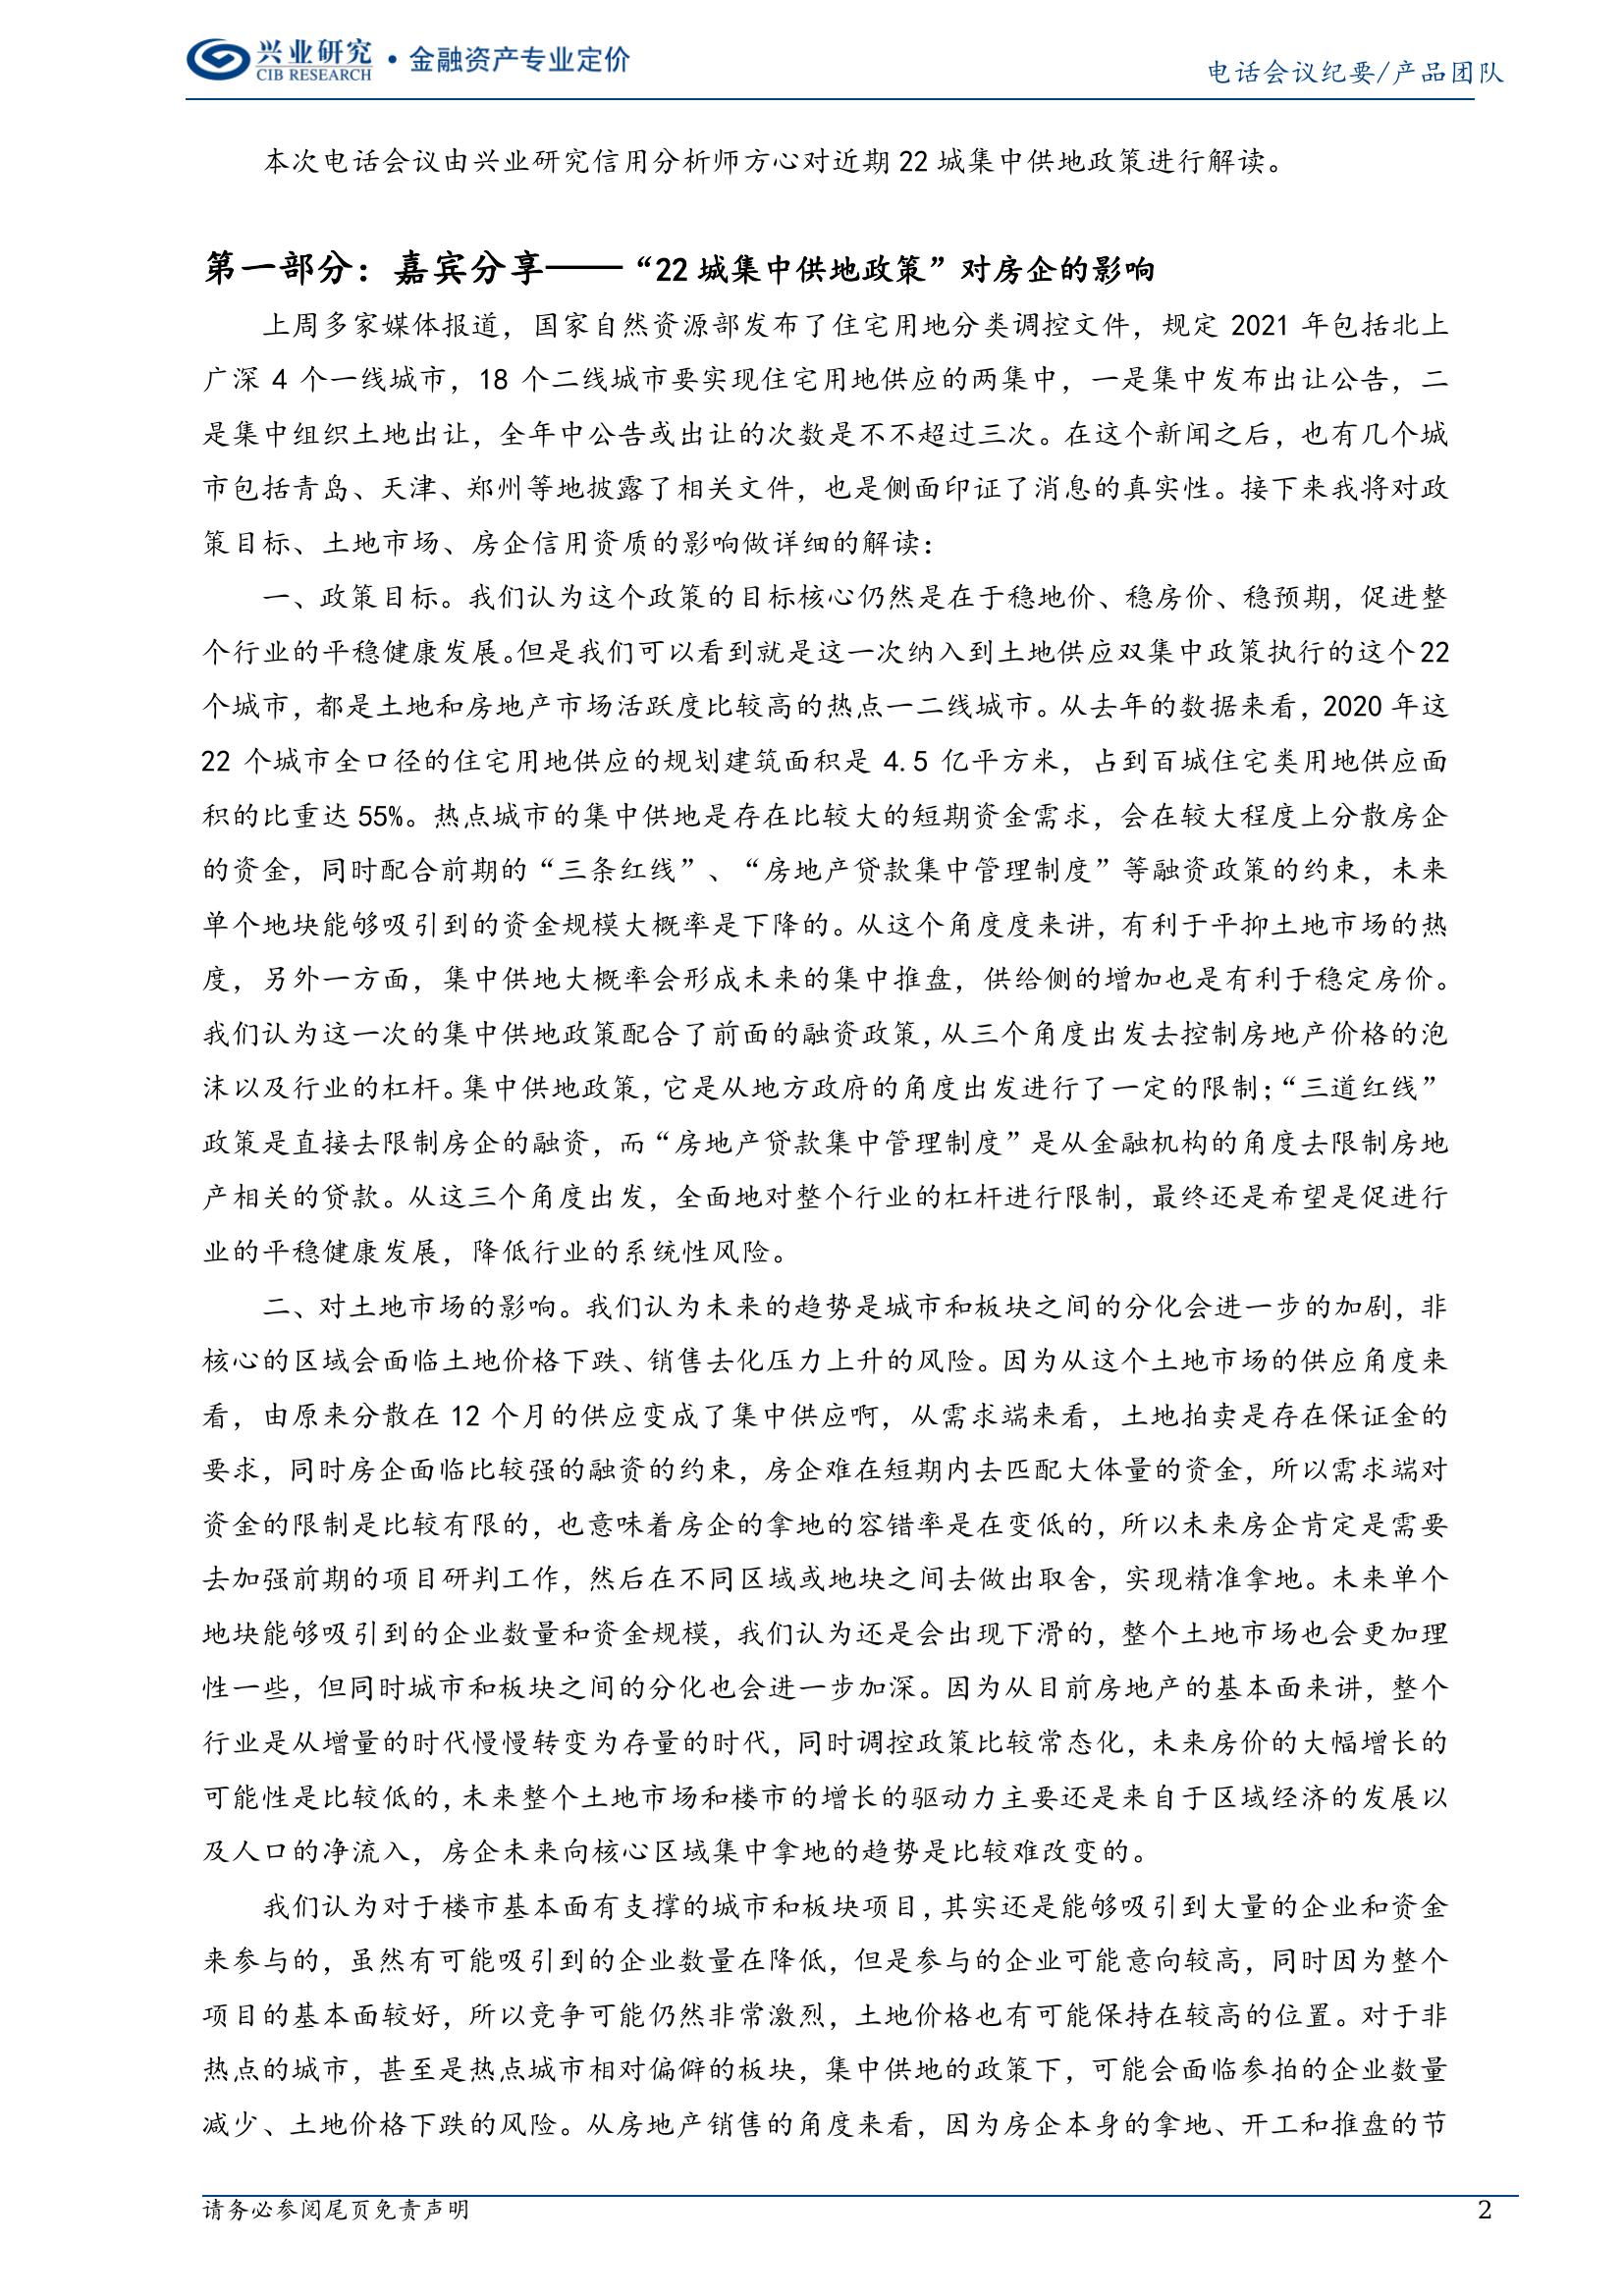 兴业研究
CIB RESEARCH
·金融资产专业定价
电话会议纪要/产品团队
本次电话会议由兴业研究信用分析师方心对近期22城集中供地政策进行解读。
第一部分：嘉宾分享——“22城集中供地政策”对房企的影响
上周多家媒体报道，国家自然资源部发布了住宅用地分类调控文件，规定 2021 年包括北上
广深 4 个一线城市，18 个二线城市要实现住宅用地供应的两集中，一是集中发布出让公告，二
是集中组织土地出让，全年中公告或出让的次数是不不超过三次。在这个新闻之后，也有几个城
市包括青岛、天津、郑州等地披露了相关文件，也是侧面印证了消息的真实性。接下来我将对政
策目标、土地市场、房企信用资质的影响做详细的解读：
一、政策目标。我们认为这个政策的目标核心仍然是在于稳地价、稳房价、稳预期，促进整
个行业的平稳健康发展。但是我们可以看到就是这一次纳入到土地供应双集中政策执行的这个22
个城市，都是土地和房地产市场活跃度比较高的热点一二线城市。从去年的数据来看，2020 年这
22 个城市全口径的住宅用地供应的规划建筑面积是 4.5 亿平方米，占到百城住宅类用地供应面
积的比重达 55%。热点城市的集中供地是存在比较大的短期资金需求，会在较大程度上分散房企
的资金，同时配合前期的“三条红线”、“房地产贷款集中管理制度”等融资政策的约束，未来
单个地块能够吸引到的资金规模大概率是下降的。从这个角度度来讲，有利于平抑土地市场的热
度，另外一方面，集中供地大概率会形成未来的集中推盘，供给侧的增加也是有利于稳定房价。
我们认为这一次的集中供地政策配合了前面的融资政策，从三个角度出发去控制房地产价格的泡
沫以及行业的杠杆。集中供地政策，它是从地方政府的角度出发进行了一定的限制；“三道红线”
政策是直接去限制房企的融资，而“房地产贷款集中管理制度”是从金融机构的角度去限制房地
产相关的贷款。从这三个角度出发，全面地对整个行业的杠杆进行限制，最终还是希望是促进行
业的平稳健康发展，降低行业的系统性风险。
二、对土地市场的影响。我们认为未来的趋势是城市和板块之间的分化会进一步的加剧，非
核心的区域会面临土地价格下跌、销售去化压力上升的风险。因为从这个土地市场的供应角度来
看，由原来分散在 12 个月的供应变成了集中供应啊，从需求端来看，土地拍卖是存在保证金的
要求，同时房企面临比较强的融资的约束，房企难在短期内去匹配大体量的资金，所以需求端对
资金的限制是比较有限的，也意味着房企的拿地的容错率是在变低的，所以未来房企肯定是需要
去加强前期的项目研判工作，然后在不同区域或地块之间去做出取舍，实现精准拿地。未来单个
地块能够吸引到的企业数量和资金规模，我们认为还是会出现下滑的，整个土地市场也会更加理
性一些，但同时城市和板块之间的分化也会进一步加深。因为从目前房地产的基本面来讲，整个
行业是从增量的时代慢慢转变为存量的时代，同时调控政策比较常态化，未来房价的大幅增长的
可能性是比较低的，未来整个土地市场和楼市的增长的驱动力主要还是来自于区域经济的发展以
及人口的净流入，房企未来向核心区域集中拿地的趋势是比较难改变的。
我们认为对于楼市基本面有支撑的城市和板块项目，其实还是能够吸引到大量的企业和资金
来参与的，虽然有可能吸引到的企业数量在降低，但是参与的企业可能意向较高，同时因为整个
项目的基本面较好，所以竞争可能仍然非常激烈，土地价格也有可能保持在较高的位置。对于非
热点的城市，甚至是热点城市相对偏僻的板块，集中供地的政策下，可能会面临参拍的企业数量
减少、土地价格下跌的风险。从房地产销售的角度来看，因为房企本身的拿地、开工和推盘的节
请务必参阅尾页免责声明
2